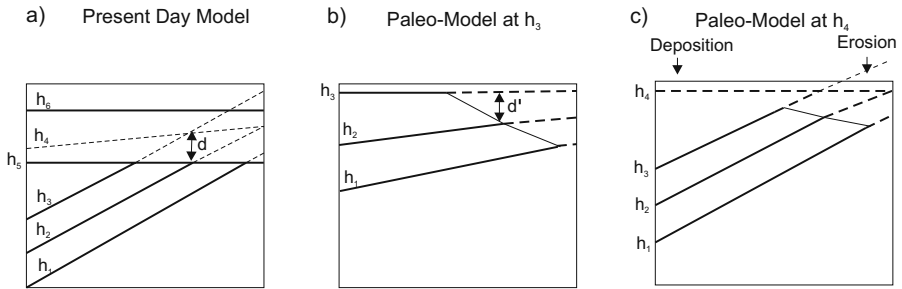 a) Present Day Model
h₆
h₄
h₅
d
h₃
h₂
h₁
b) Paleo-Model at h₃
h₃
d'
h₂
h₁
c) Paleo-Model at h₄
Deposition Erosion
h₄
h₃
h₂
h₁